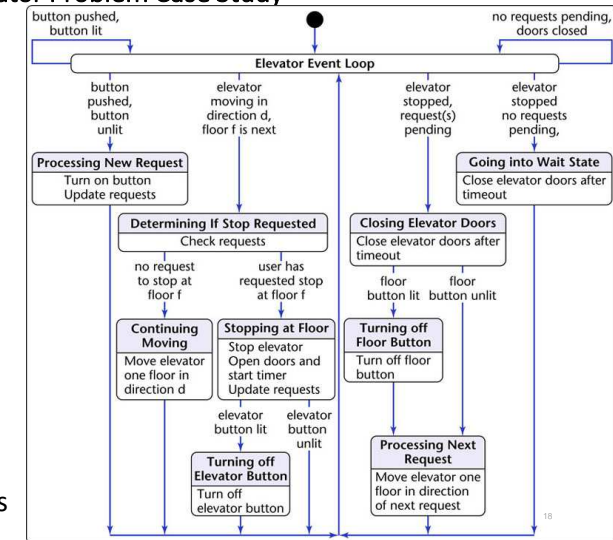 ator Problem Case Study
button pushed,
button lit
no requests pending,
doors closed
Elevator Event Loop
button
pushed,
button
unlit
elevator
moving in
direction d,
floor f is next
elevator
stopped,
request(s)
pending
elevator
stopped
no requests
pending,
Processing New Request
Turn on button
Update requests
Going into Wait State
Close elevator doors after
timeout
Determining If Stop Requested
Check requests
Closing Elevator Doors
Close elevator doors after
timeout
no request
to stop at
floor f
user has
requested stop
at floor f
floor
button lit
floor
button unlit
Continuing
Moving
Move elevator
one floor in
direction d
Stopping at Floor
Stop elevator
Open doors and
start timer
Update requests
Turning off
Floor Button
Turn off floor
button
elevator
button lit
elevator
button
unlit
Turning off
Elevator Button
Turn off
elevator button
Processing Next
Request
Move elevator one
floor in direction
of next request
s
18